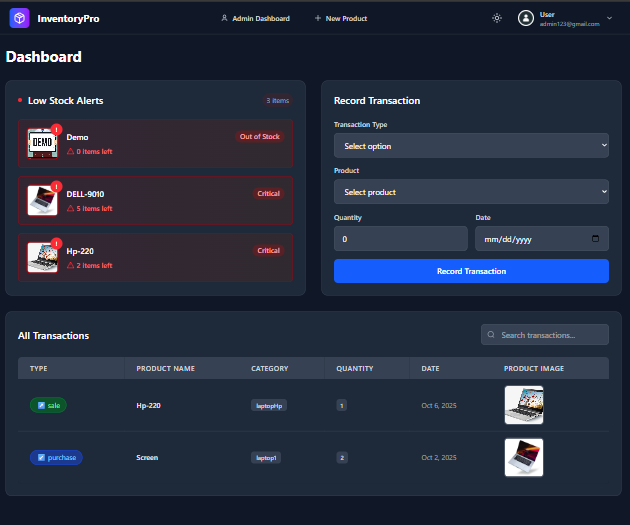 InventoryPro
Admin Dashboard
New Product
User
admin123@gmail.com
Dashboard
Low Stock Alerts
3 items
DEMO
!
Demo
0 items left
Out of Stock
!
DELL-9010
5 items left
Critical
!
Hp-220
2 items left
Critical
Record Transaction
Transaction Type
Select option
Product
Select product
Quantity
Date
0
mm/dd/yyyy
Record Transaction
All Transactions
Search transactions...
TYPE PRODUCT NAME CATEGORY QUANTITY DATE PRODUCT IMAGE
sale Hp-220 laptopHp 1 Oct 6, 2025
purchase Screen laptop1 2 Oct 2, 2025